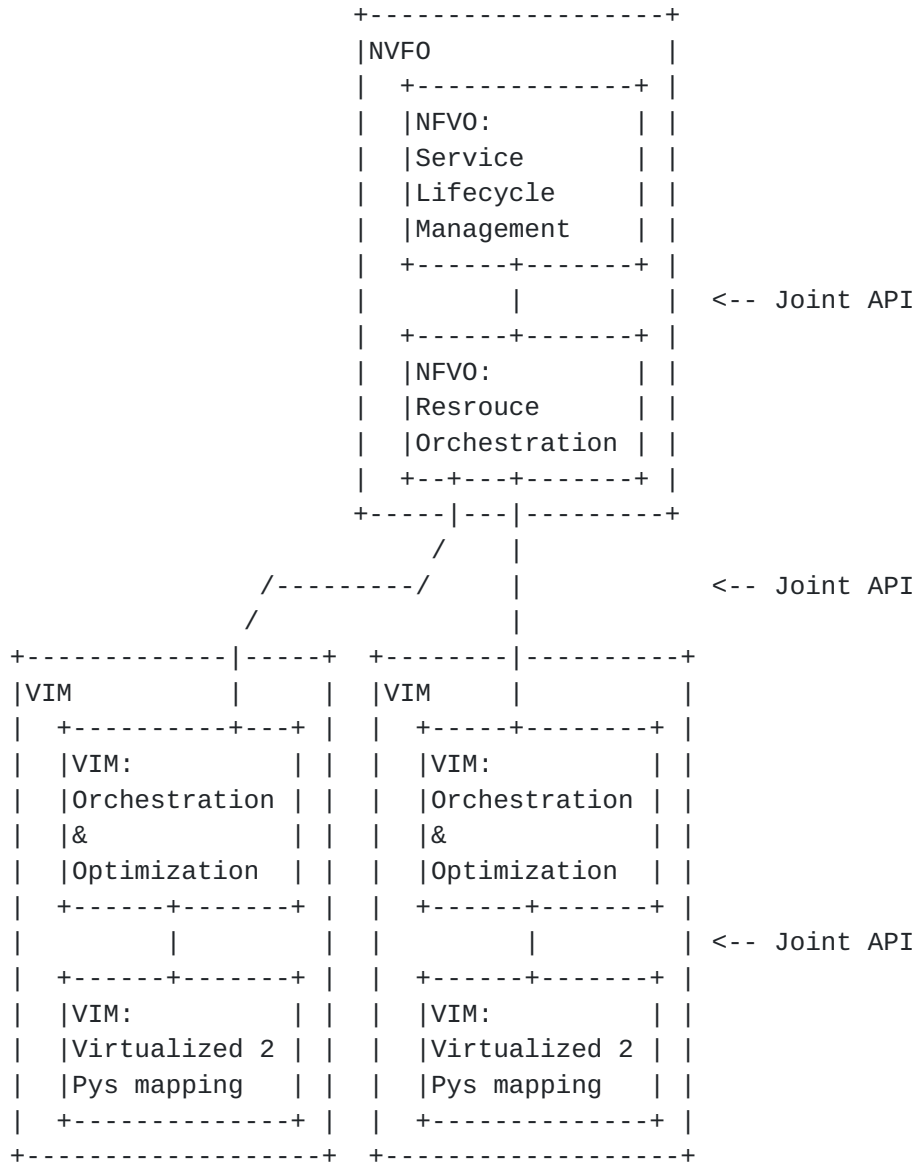 NVFO
NFVO:
Service
Lifecycle
Management
<-- Joint API
NFVO:
Resrouce
Orchestration
<-- Joint API
VIM
VIM:
Orchestration
&
Optimization
VIM
VIM:
Orchestration
&
Optimization
<-- Joint API
VIM:
Virtualized 2
Pys mapping
VIM:
Virtualized 2
Pys mapping